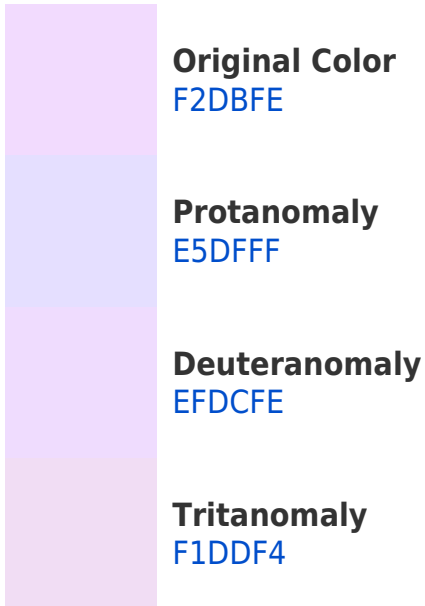 Original Color
F2DBFE
Protanomaly
E5DFFF
Deuteranomaly
EFDCFE
Tritanomaly
F1DDF4